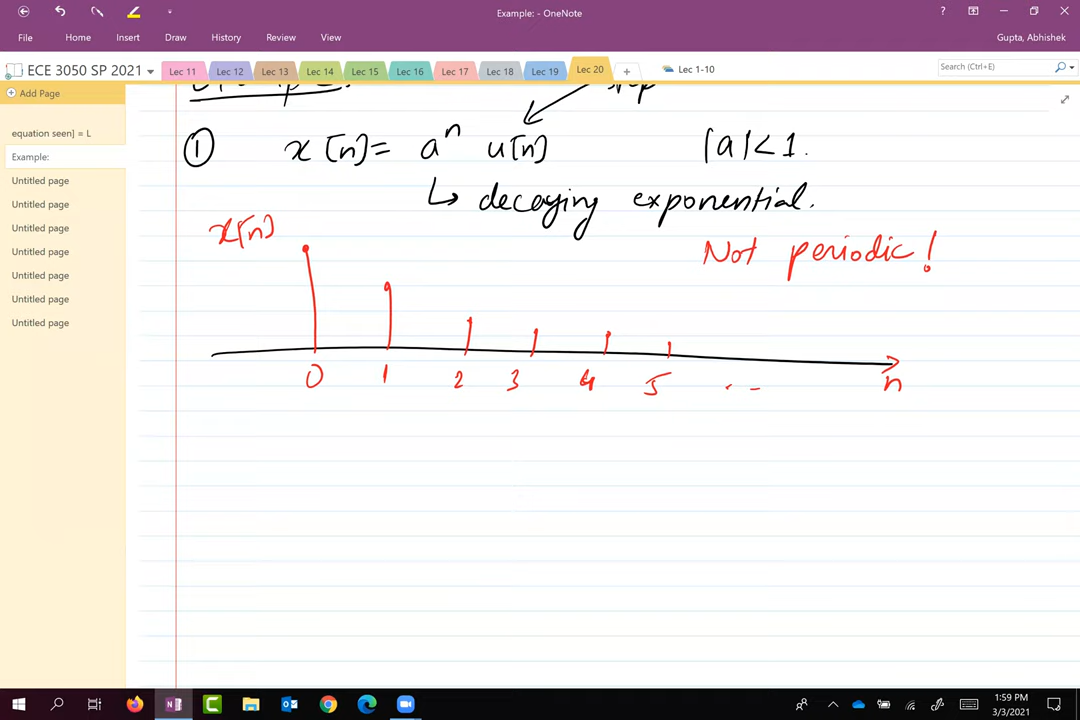 Example: - OneNote
Gupta, Abhishek
File Home Insert Draw History Review View
ECE 3050 SP 2021
Lec 11 Lec 12 Lec 13 Lec 14 Lec 15 Lec 16 Lec 17 Lec 18 Lec 19 Lec 20 Lec 1-10
Search (Ctrl+E)
Add Page
equation seen] = L
Example:
Untitled page
Untitled page
Untitled page
Untitled page
Untitled page
Untitled page
Untitled page
① x[n] = aⁿ u[n] |a| < 1.
↳ decaying exponential.
x[n]
Not periodic!
0 1 2 3 4 5 . . - n
1:59 PM
3/3/2021